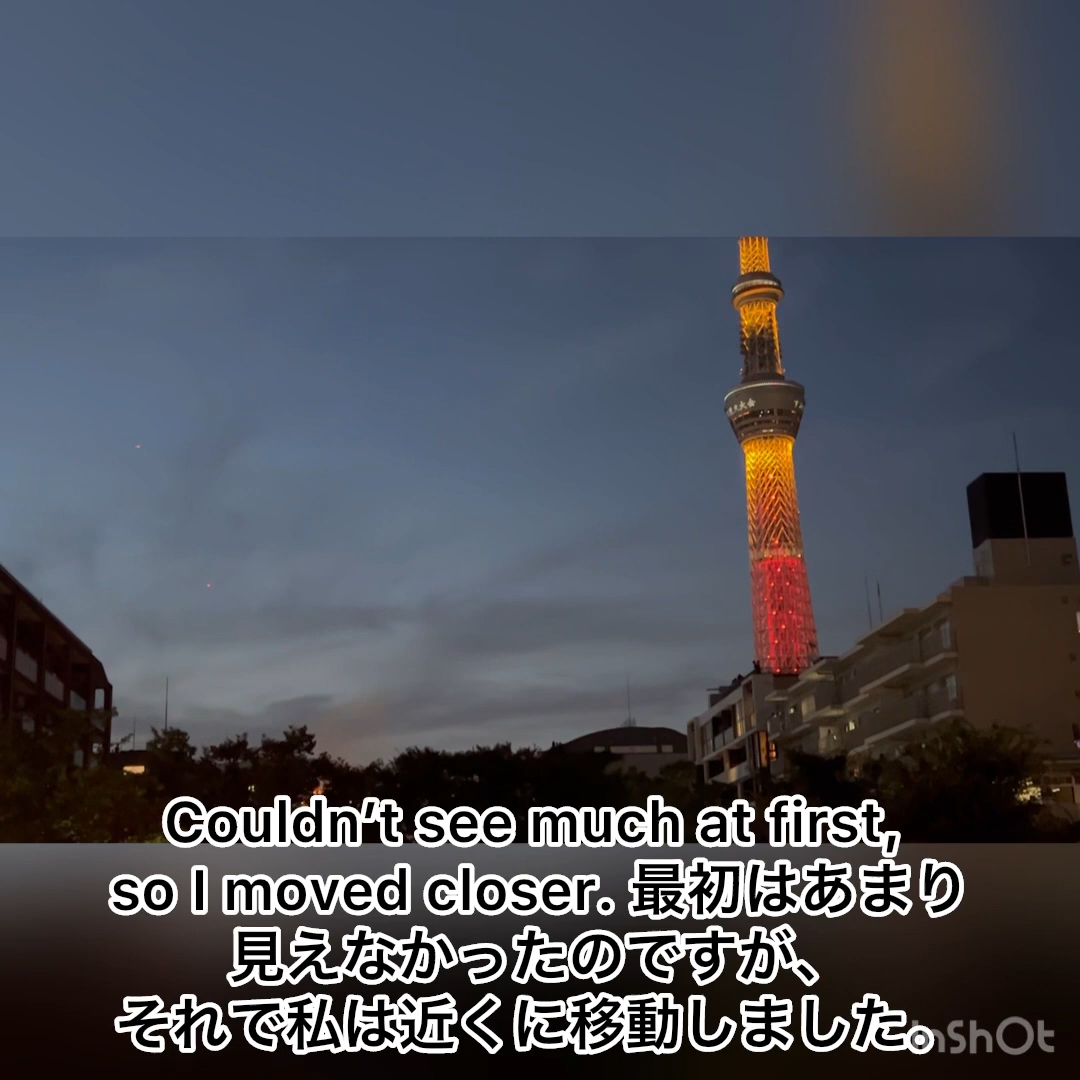 大会
Couldn't see much at first,
so I moved closer. 最初はあまり
見えなかったのですが、
それで私は近くに移動しました。
InShOt